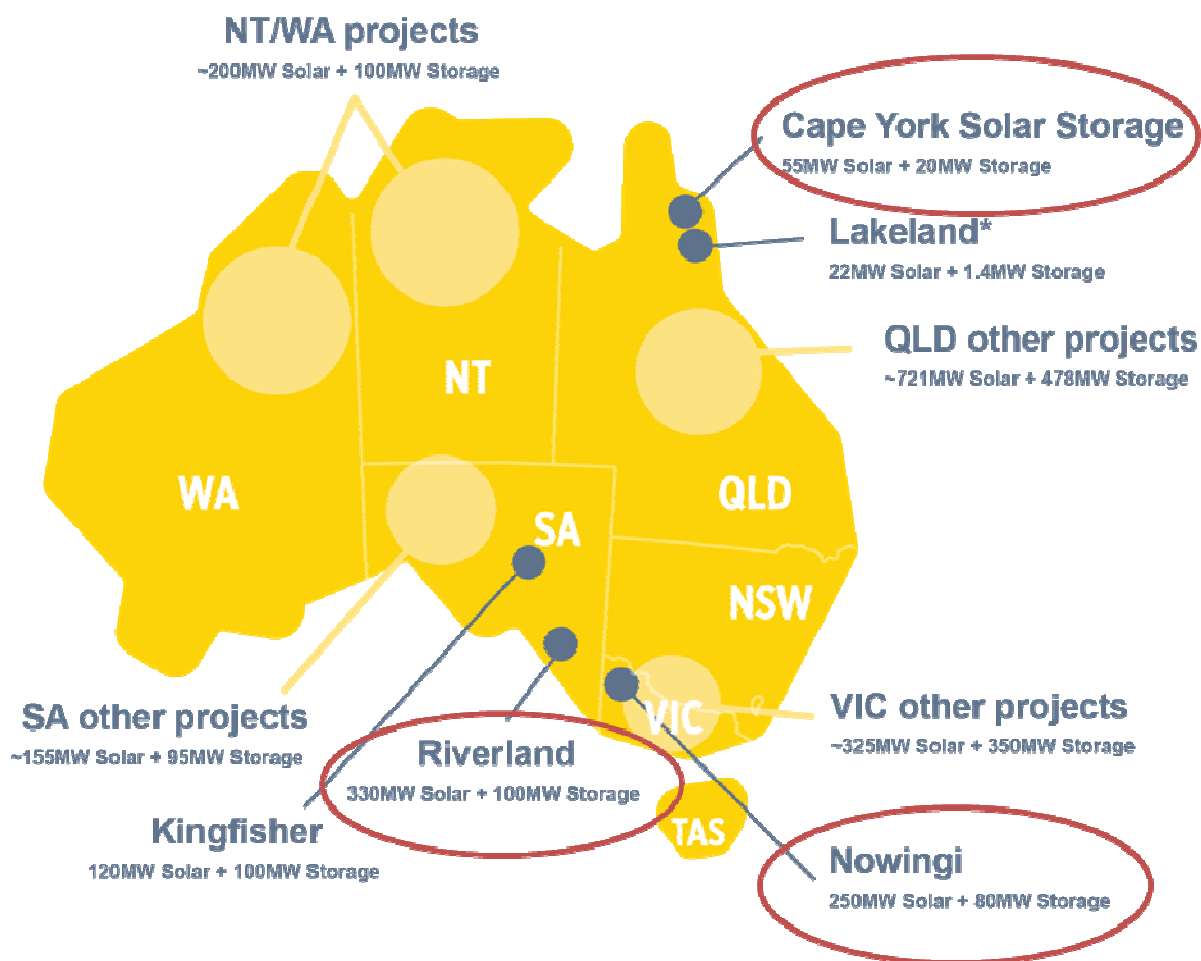 NT/WA projects
~200MW Solar + 100MW Storage
Cape York Solar Storage
55MW Solar + 20MW Storage
Lakeland*
22MW Solar + 1.4MW Storage
QLD other projects
~721MW Solar + 478MW Storage
NT
WA
QLD
SA
NSW
VIC
SA other projects
~155MW Solar + 95MW Storage
VIC other projects
~325MW Solar + 350MW Storage
Riverland
330MW Solar + 100MW Storage
Kingfisher
120MW Solar + 100MW Storage
TAS
Nowingi
250MW Solar + 80MW Storage